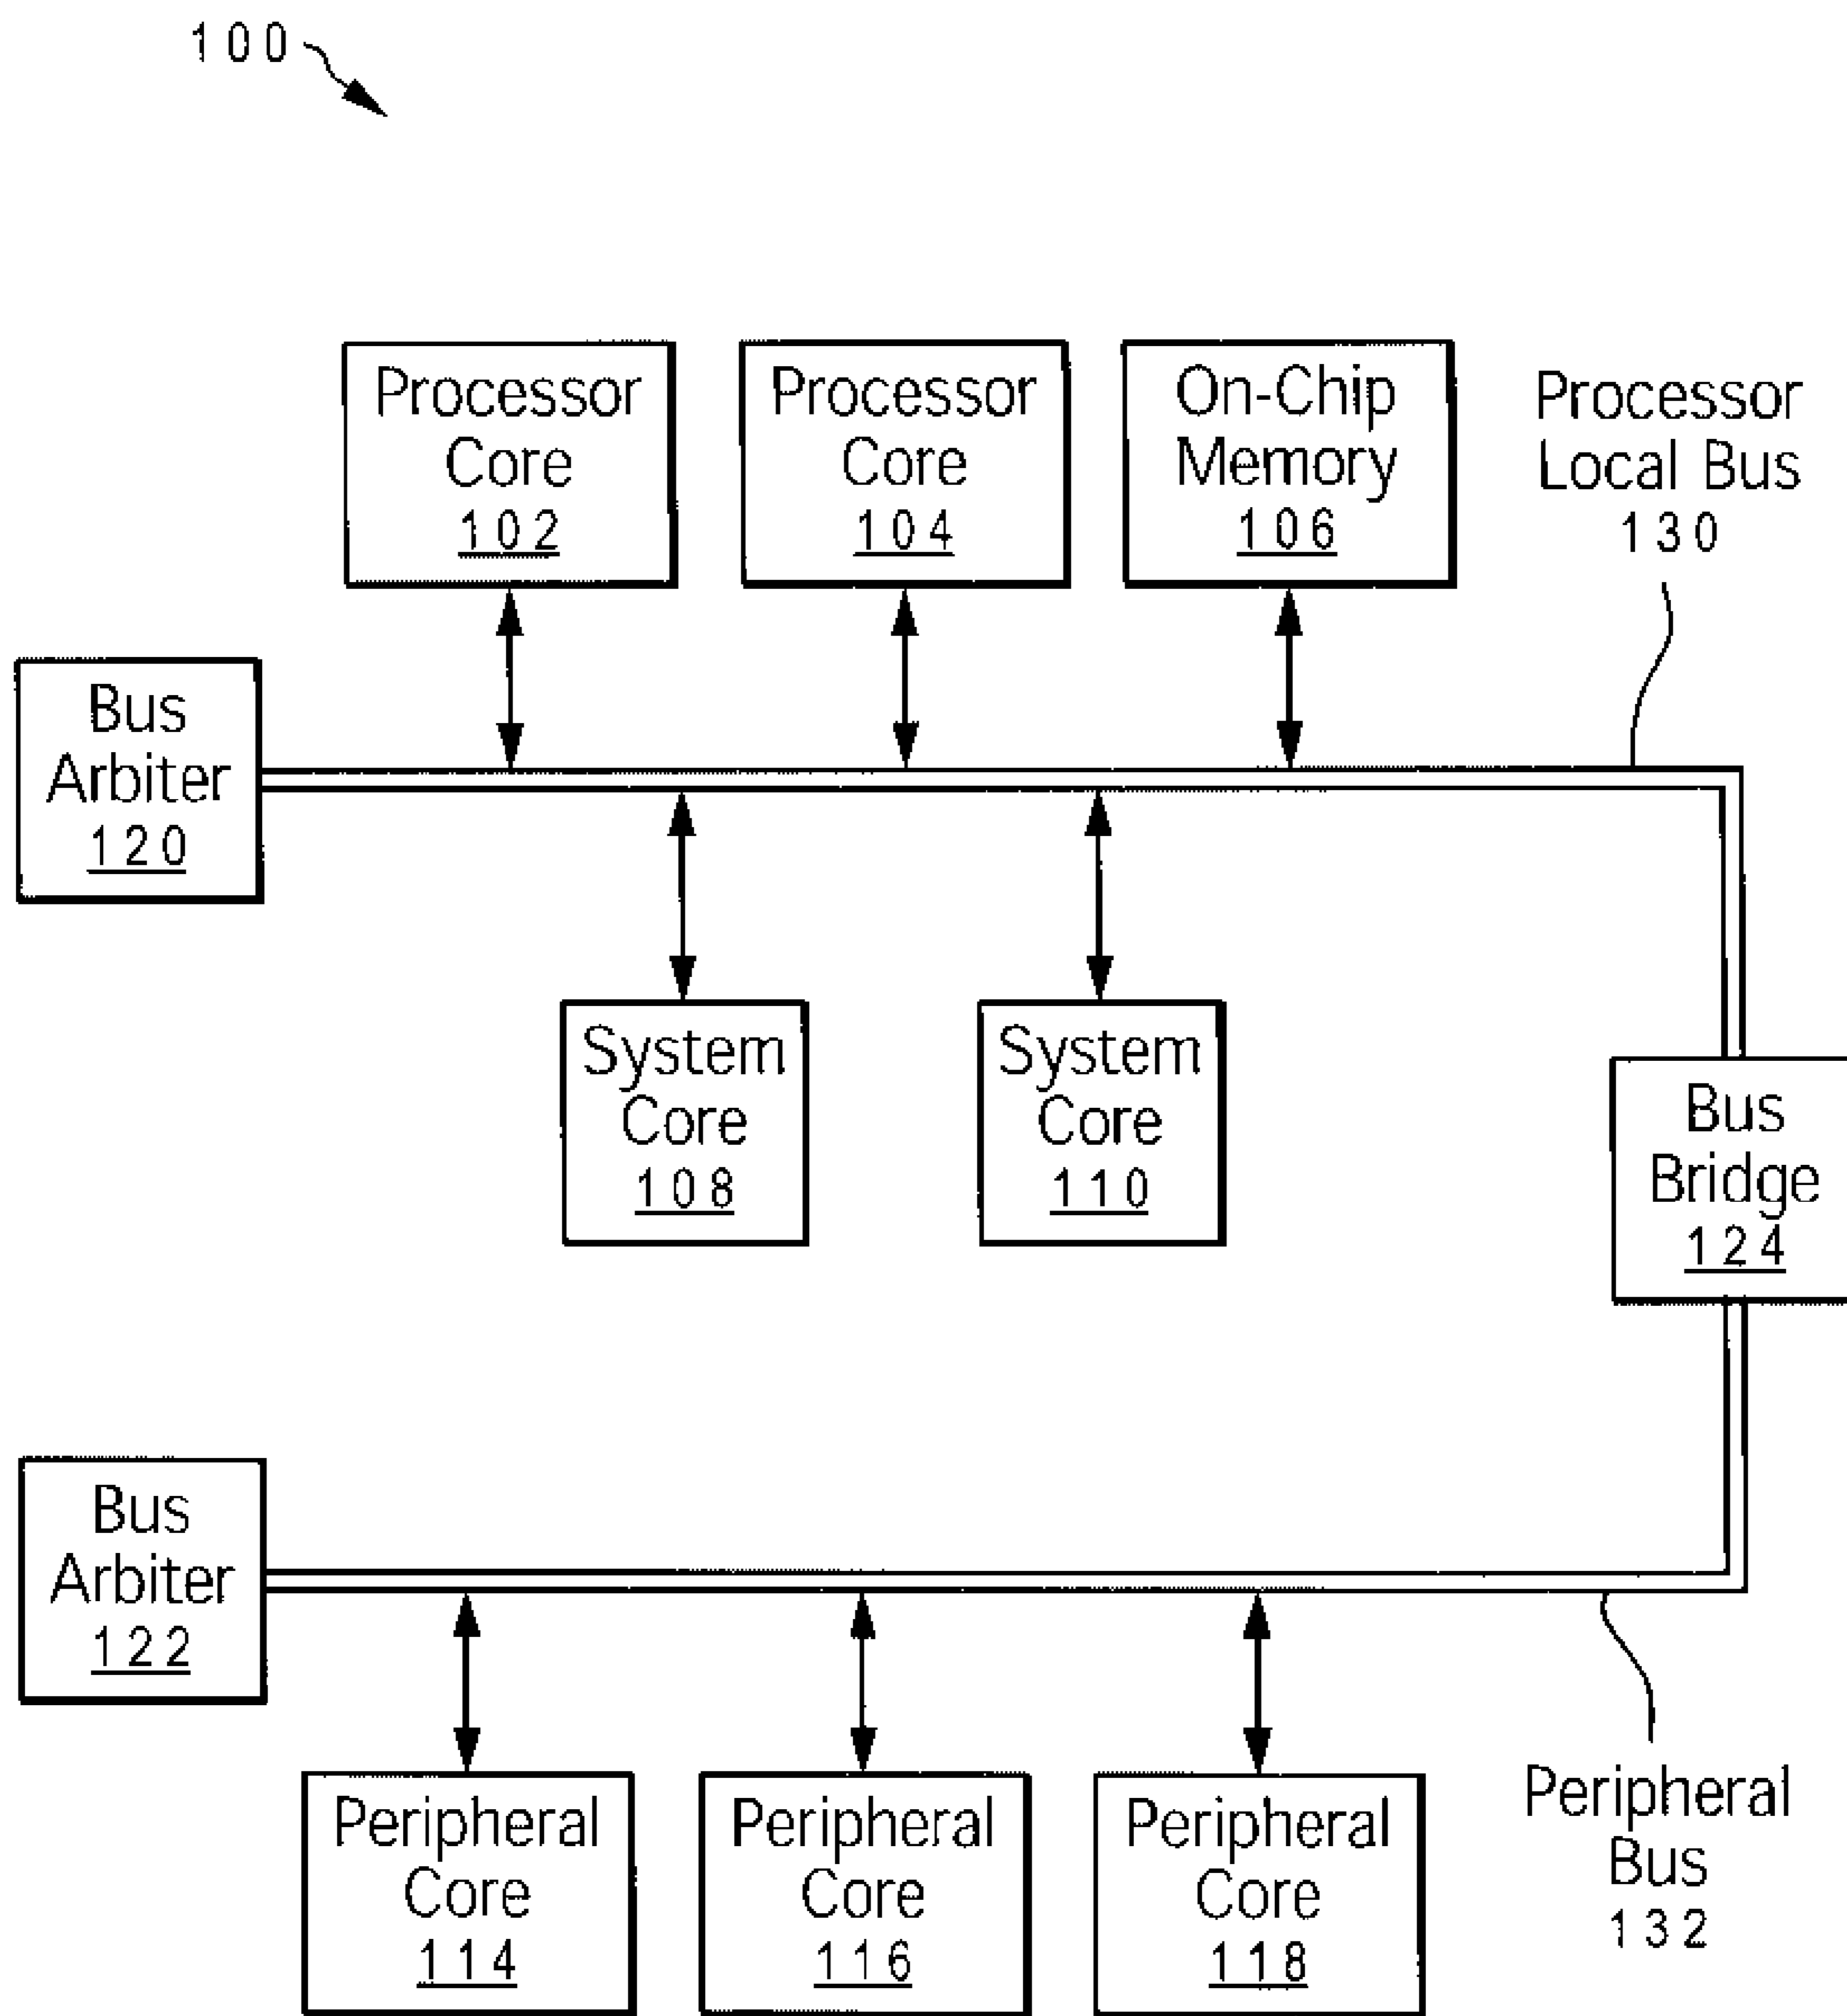 100
Processor
Core
102
Processor
Core
104
On-Chip
Memory
106
Processor
Local Bus
130
Bus
Arbiter
120
System
Core
108
System
Core
110
Bus
Bridge
124
Bus
Arbiter
122
Peripheral
Core
114
Peripheral
Core
116
Peripheral
Core
118
Peripheral
Bus
132